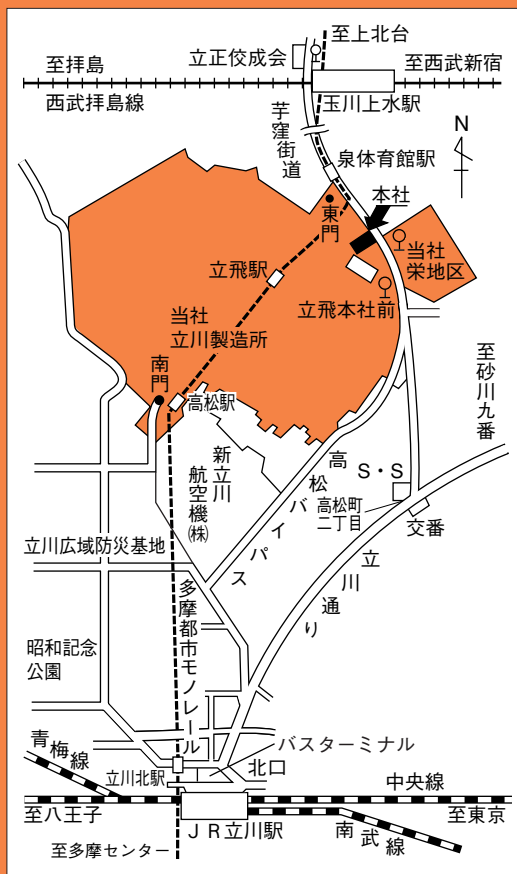 至上北台
立正佼成会
至拝島
至西武新宿
西武拝島線
玉川上水駅
芋窪街道
N
泉体育館駅
本社
東門
当社
栄地区
立飛駅
立飛本社前
当社
立川製造所
南門
高松駅
至砂川九番
新立川
航空機
㈱
高松バイパス
S・S
高松町
二丁目
交番
立川広域防災基地
立川通り
多摩都市モノレール
昭和記念
公園
青梅線
バスターミナル
立川北駅
北口
中央線
至八王子
至東京
JR立川駅
南武線
至多摩センター